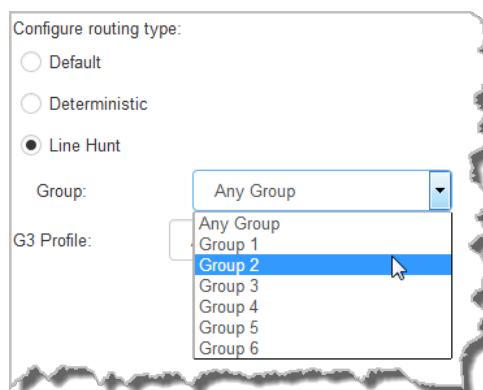 Configure routing type:
Default
Deterministic
Line Hunt
Group: Any Group
Any Group
G3 Profile:
Group 1
Group 2
Group 3
Group 4
Group 5
Group 6